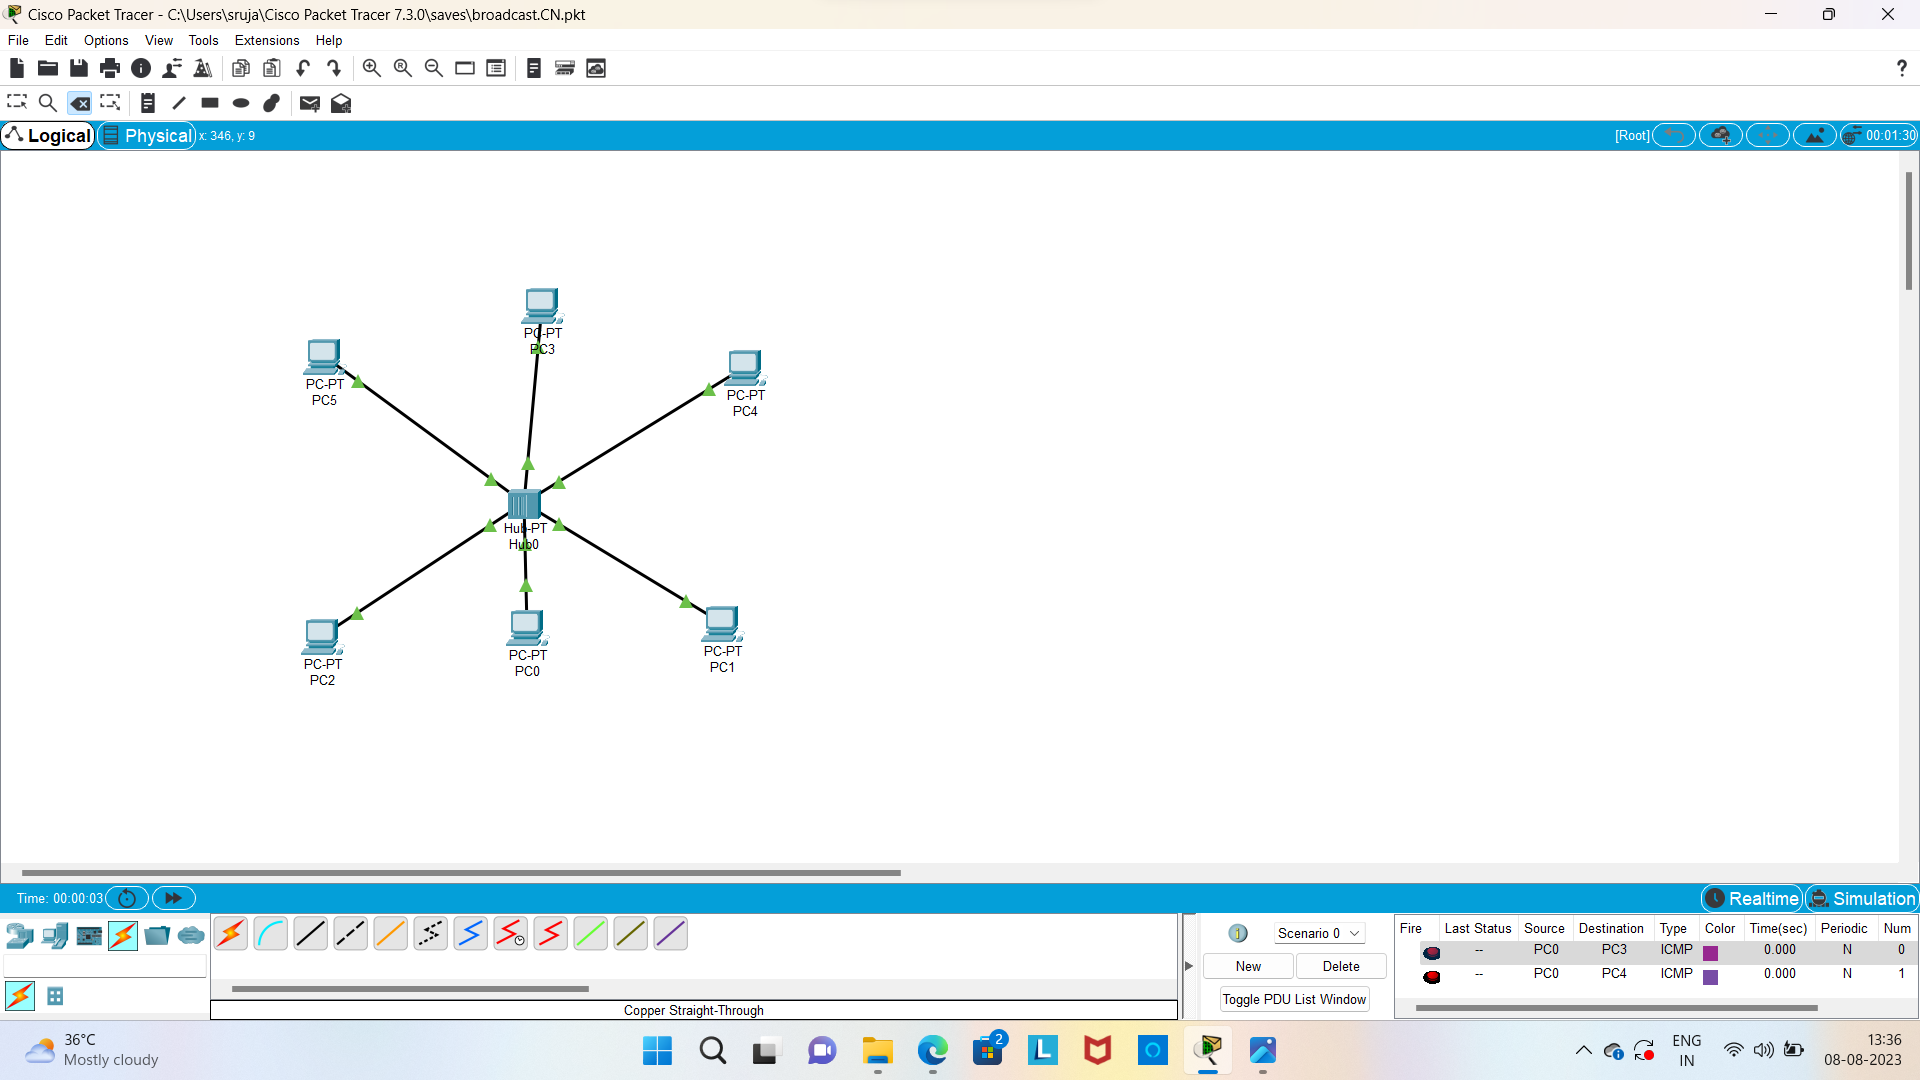 Cisco Packet Tracer - C:\Users\sruja\Cisco Packet Tracer 7.3.0\saves\broadcast.CN.pkt
File Edit Options View Tools Extensions Help
?
Logical Physical x: 346, y: 9 [Root] 00:01:30
PC-PT
PC3
PC-PT
PC5
PC-PT
PC4
Hub-PT
Hub0
PC-PT
PC2
PC-PT
PC0
PC-PT
PC1
Time: 00:00:03 Realtime Simulation
Scenario 0
New Delete
Toggle PDU List Window
Fire Last Status Source Destination Type Color Time(sec) Periodic Num
-- PC0 PC3 ICMP 0.000 N 0
-- PC0 PC4 ICMP 0.000 N 1
Copper Straight-Through
36°C
Mostly cloudy
2
ENG
IN
13:36
08-08-2023